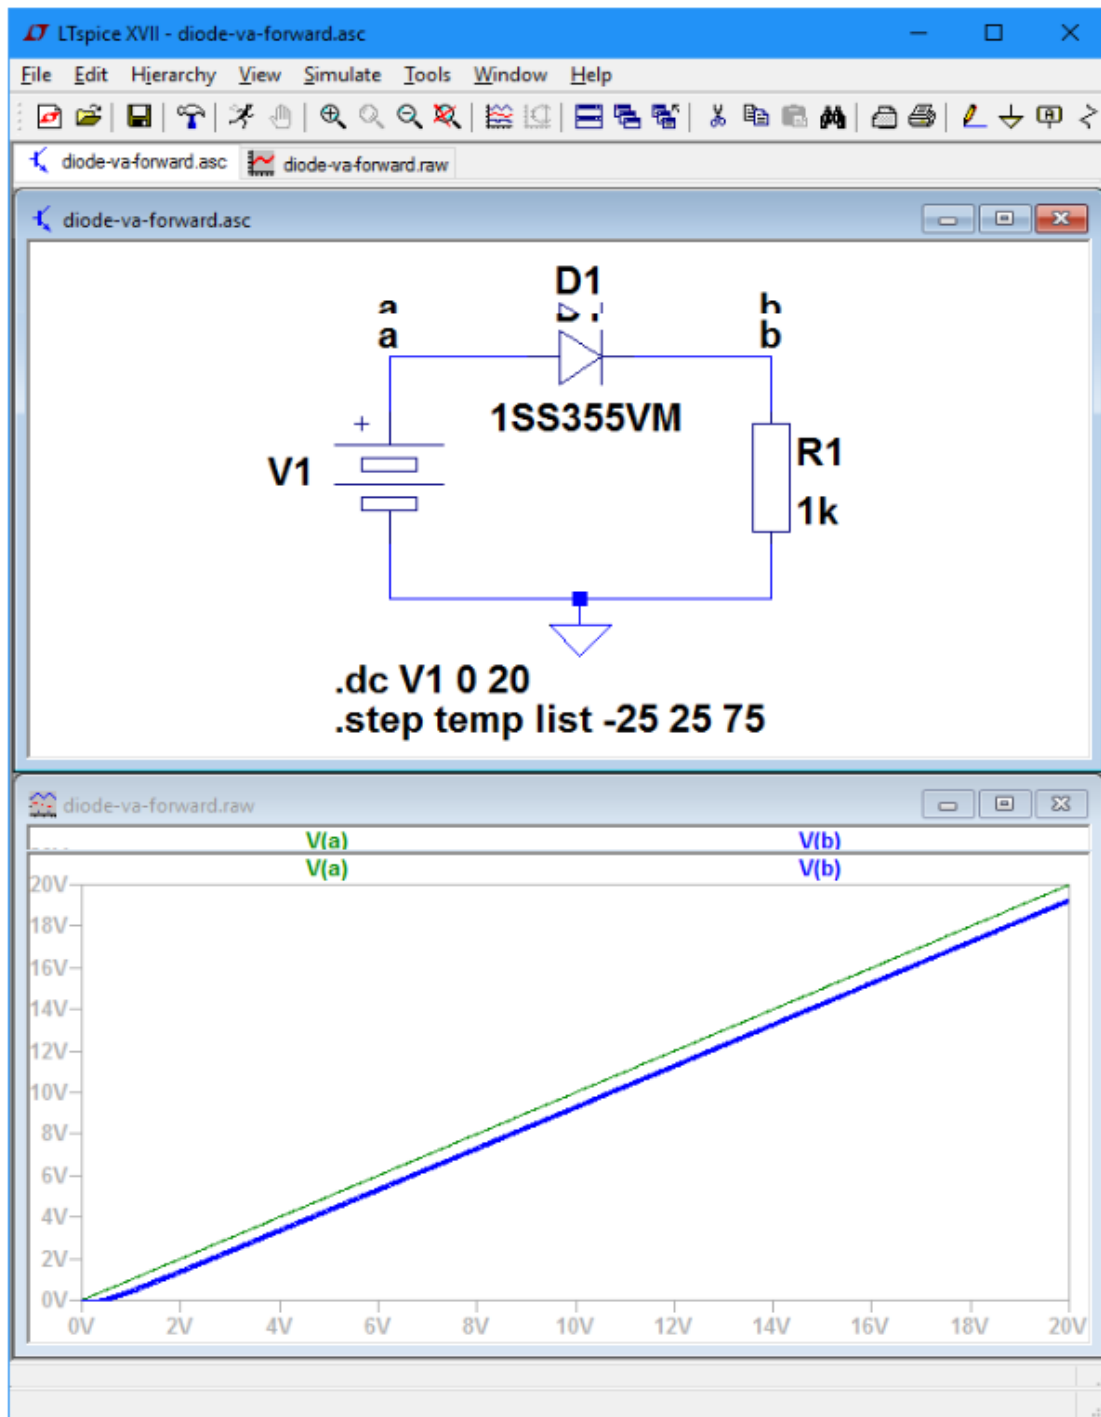 LTspice XVII - diode-va-forward.asc
File Edit Hierarchy View Simulate Tools Window Help
diode-va-forward.asc diode-va-forward.raw
diode-va-forward.asc
D1
a b
a b
1SS355VM
V1
R1
1k
.dc V1 0 20
.step temp list -25 25 75
diode-va-forward.raw
V(a) V(b)
V(a) V(b)
20V
18V
16V
14V
12V
10V
8V
6V
4V
2V
0V
0V 2V 4V 6V 8V 10V 12V 14V 16V 18V 20V